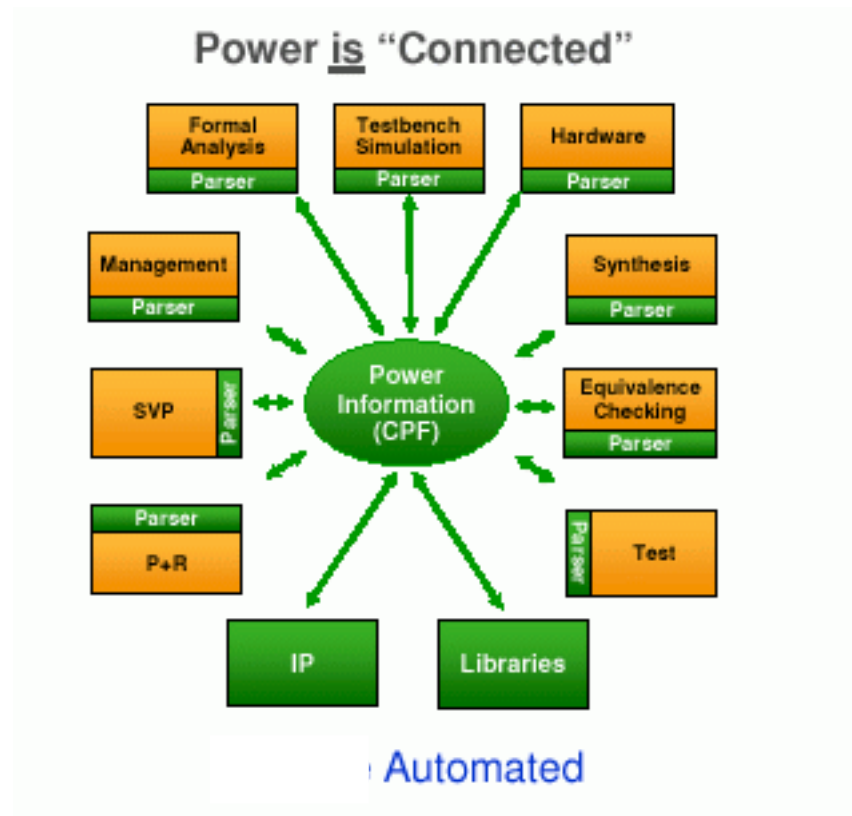 Power is “Connected”
Formal
Analysis
Parser
Testbench
Simulation
Parser
Hardware
Parser
Management
Parser
Synthesis
Parser
SVP
Parser
Power
Information
(CPF)
Equivalence
Checking
Parser
Parser
P+R
Parser
Test
IP
Libraries
Automated